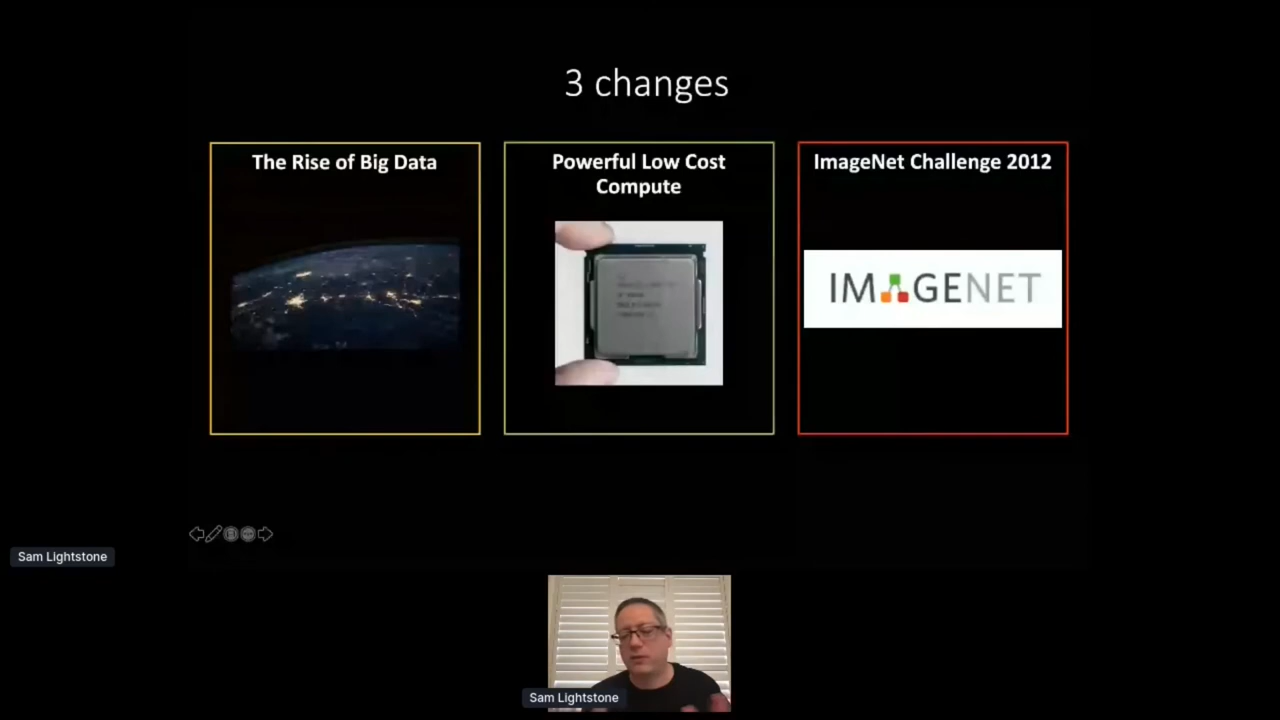 3 changes
The Rise of Big Data
Powerful Low Cost
Compute
ImageNet Challenge 2012
IMAGENET
Sam Lightstone
Sam Lightstone